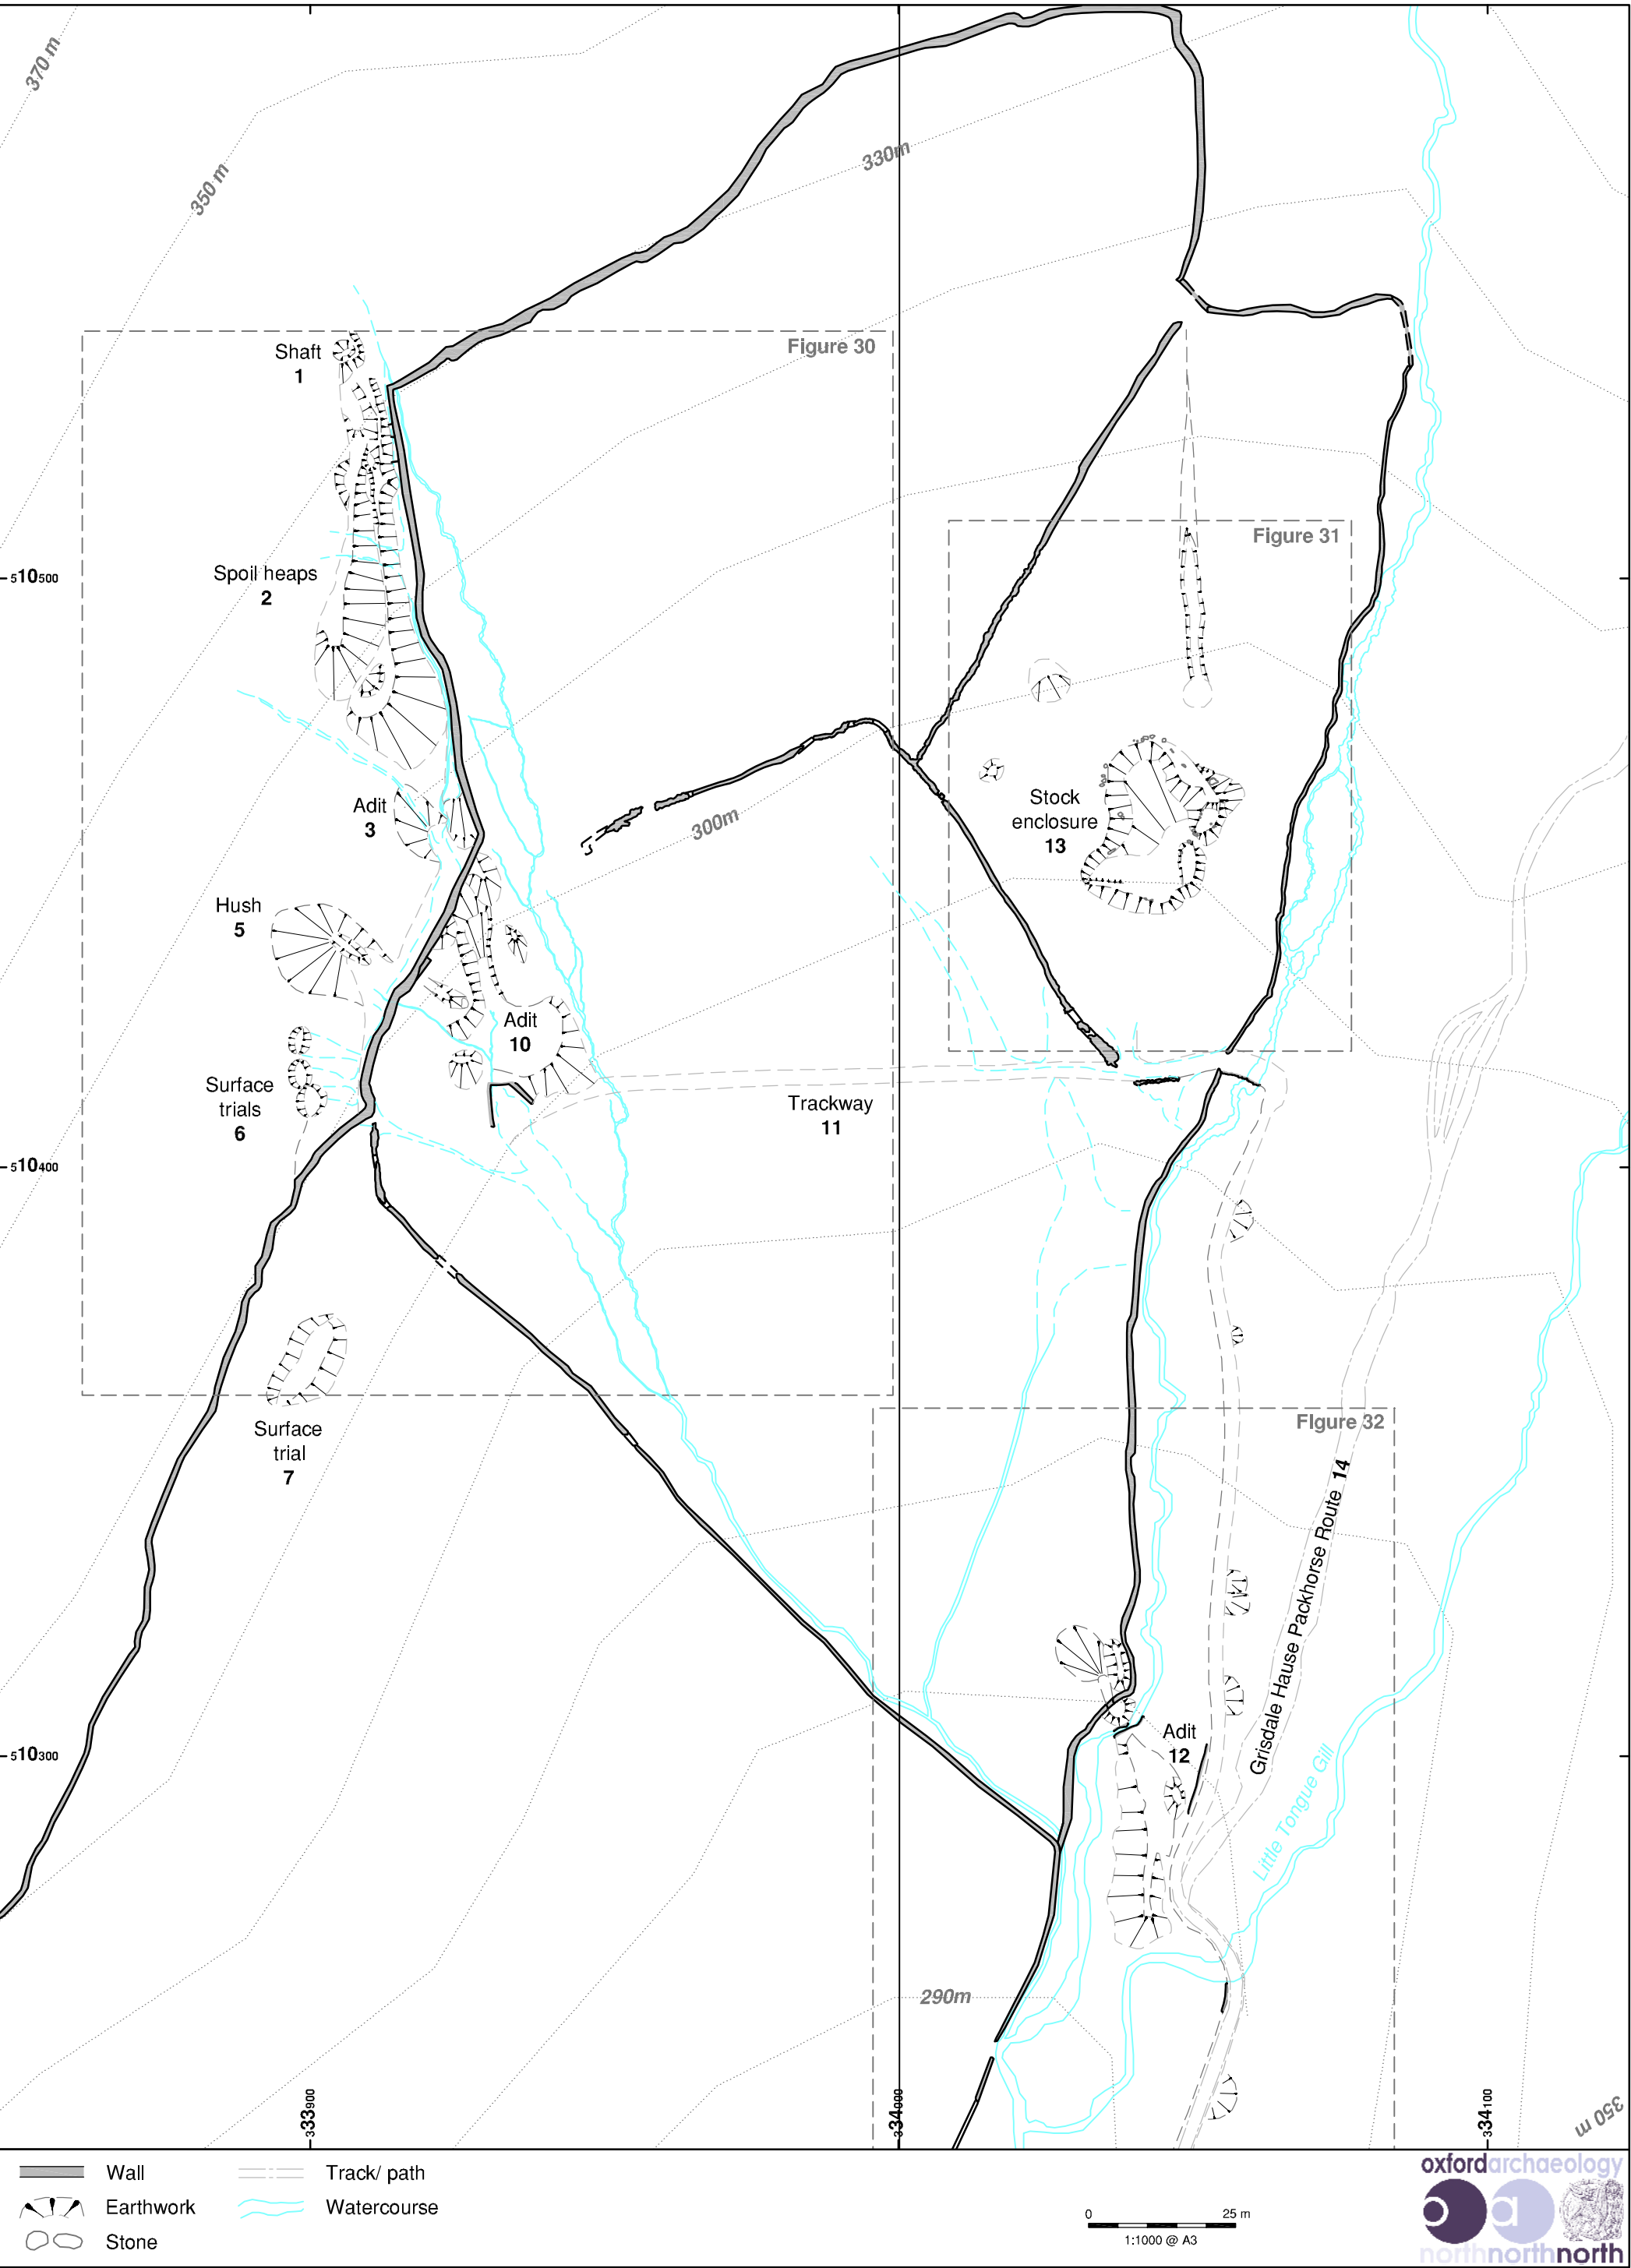 370 m
350 m
330m
Figure 30
Shaft
1
Figure 31
510500
Spoil heaps
2
Adit
3
300m
Stock
enclosure
13
Hush
5
Adit
10
Surface
trials
6
Trackway
11
510400
FIgure 32
Surface
trial
7
Grisdale Hause Packhorse Route 14
Adit
12
510300
Little Tongue Gill
290m
333900
334000
334100
350 m
Wall
Track/ path
Earthwork
Watercourse
Stone
0 25 m
1:1000 @ A3
oxfordarchaeology
o a
northnorthnorth